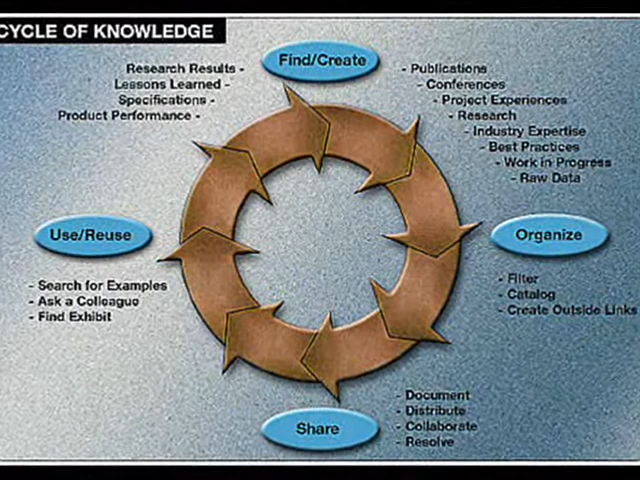 CYCLE OF KNOWLEDGE
Find/Create
Research Results -
Lessons Learned -
Specifications -
Product Performance -
- Publications
- Conferences
- Project Experiences
- Research
- Industry Expertise
- Best Practices
- Work in Progress
- Raw Data
Use/Reuse
- Search for Examples
- Ask a Colleague
- Find Exhibit
Organize
- Filter
- Catalog
- Create Outside Links
Share
- Document
- Distribute
- Collaborate
- Resolve